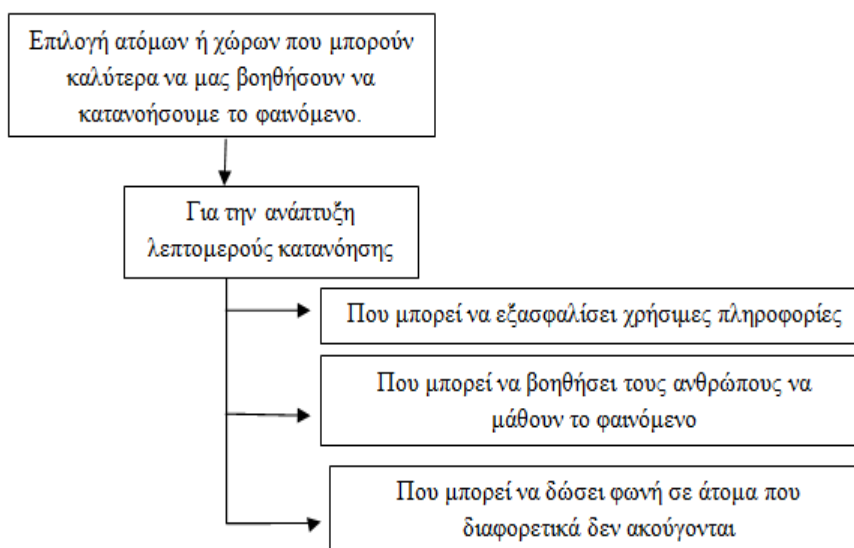 Επιλογή ατόμων ή χώρων που μπορούν
καλύτερα να μας βοηθήσουν να
κατανοήσουμε το φαινόμενο.
Για την ανάπτυξη
λεπτομερούς κατανόησης
Που μπορεί να εξασφαλίσει χρήσιμες πληροφορίες
Που μπορεί να βοηθήσει τους ανθρώπους να
μάθουν το φαινόμενο
Που μπορεί να δώσει φωνή σε άτομα που
διαφορετικά δεν ακούγονται